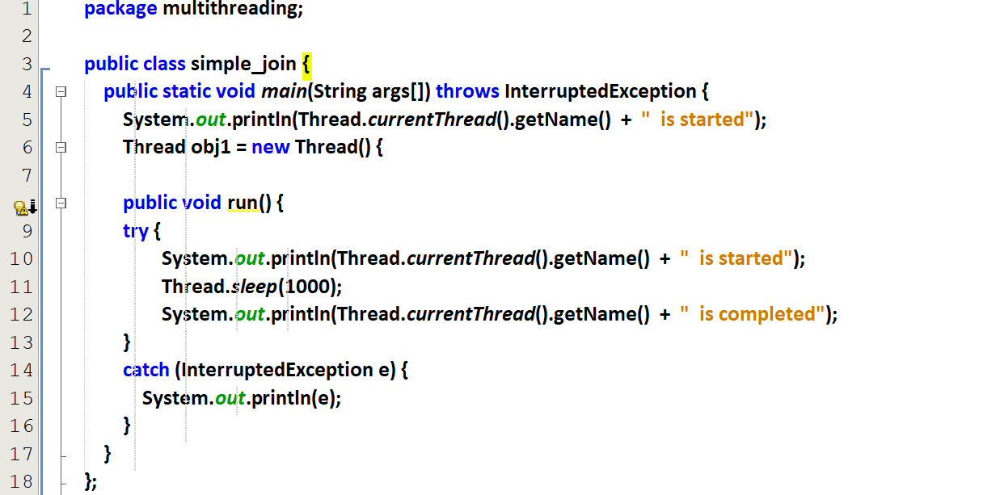 1 package multithreading;
2
3 public class simple_join {
4 public static void main(String args[]) throws InterruptedException {
5 System.out.println(Thread.currentThread().getName() + "  is started");
6 Thread obj1 = new Thread() {
7
public void run() {
9 try {
10 System.out.println(Thread.currentThread().getName() + "  is started");
11 Thread.sleep(1000);
12 System.out.println(Thread.currentThread().getName() + "  is completed");
13 }
14 catch (InterruptedException e) {
15 System.out.println(e);
16 }
17 }
18 };